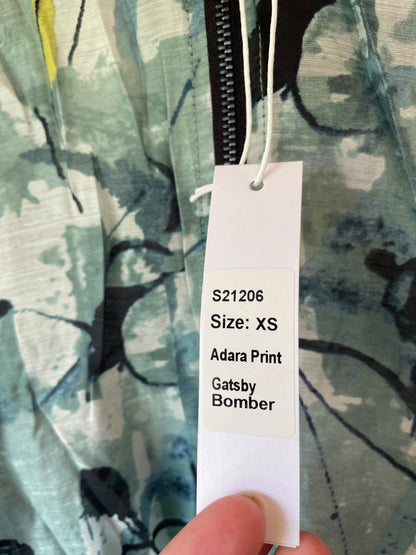 S21206
Size: XS
Adara Print
Gatsby
Bomber